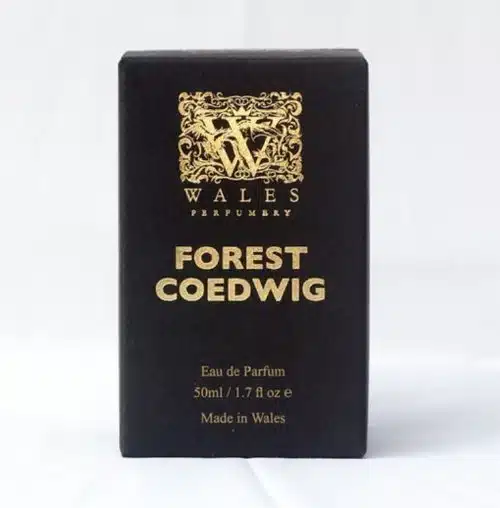 WALES
PERFUMERY
FOREST
COEDWIG
Eau de Parfum
50ml / 1.7 fl oz ℮
Made in Wales